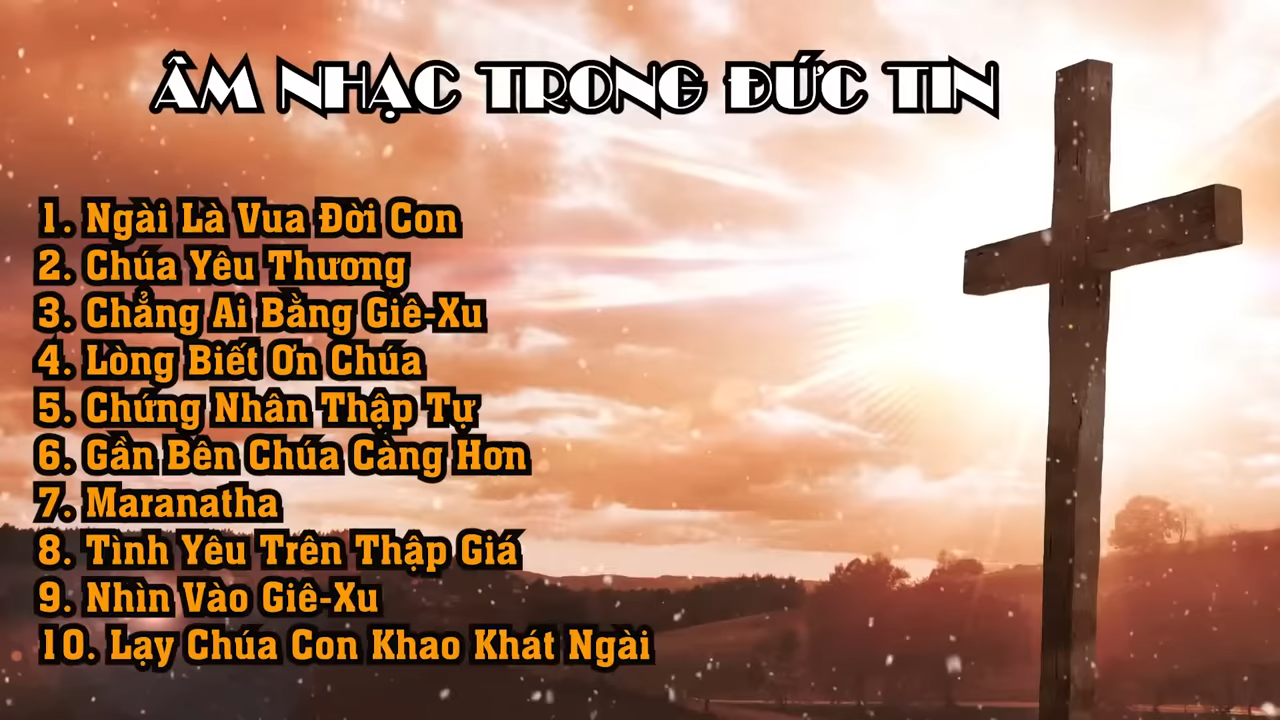 ÂM NHẠC TRONG ĐỨC TIN
1. Ngài Là Vua Đời Con
2. Chúa Yêu Thương
3. Chẳng Ai Bằng Giê-Xu
4. Lòng Biết Ơn Chúa
5. Chứng Nhân Thập Tự
6. Gần Bên Chúa Càng Hơn
7. Maranatha
8. Tình Yêu Trên Thập Giá
9. Nhìn Vào Giê-Xu
10. Lạy Chúa Con Khao Khát Ngài